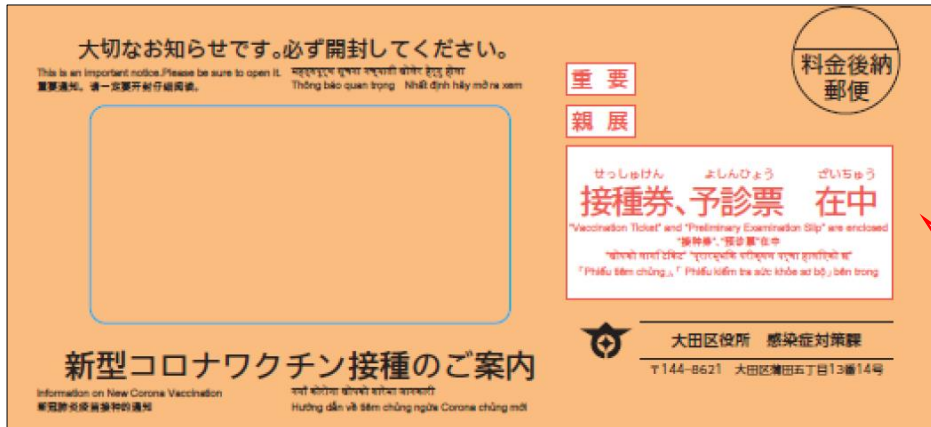 大切なお知らせです。必ず開封してください。
This is an important notice.Please be sure to open it.
重要通知。请一定要开封仔细阅读。
Thông báo quan trọng Nhất định hãy mở ra xem
重要
親展
料金後納
郵便
せっしゅけん よしんひょう ざいちゅう
接種券、予診票 在中
"Vaccination Ticket" and "Preliminary Examination Slip" are enclosed
"接种券"、"预诊票"在中
「Phiếu tiêm chủng」、「Phiếu kiểm tra sức khỏe sơ bộ」bên trong
大田区役所 感染症対策課
〒144-8621 大田区蒲田五丁目13番14号
新型コロナワクチン接種のご案内
Information on New Corona Vaccination
新冠肺炎疫苗接种的通知
Hướng dẫn về tiêm chủng ngừa Corona chủng mới